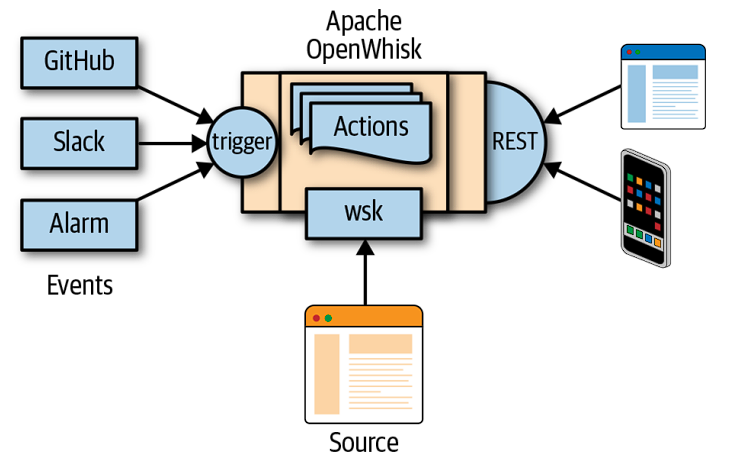 Apache
OpenWhisk
GitHub
Slack
Alarm
Events
trigger
Actions
wsk
REST
Source